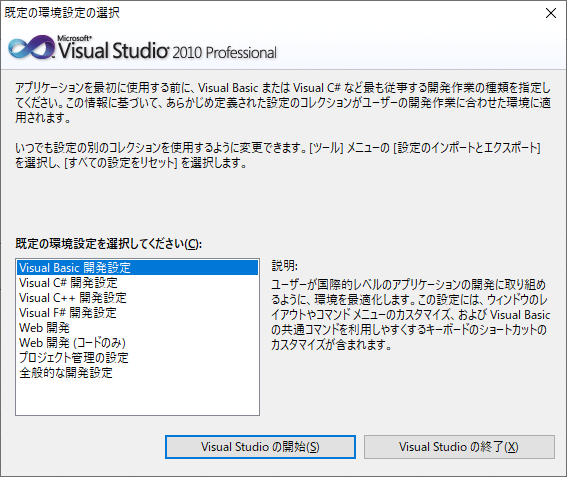 既定の環境設定の選択
Microsoft®
Visual Studio 2010 Professional
アプリケーションを最初に使用する前に、Visual Basic または Visual C# など最も従事する開発作業の種類を指定し
てください。この情報に基づいて、あらかじめ定義された設定のコレクションがユーザーの開発作業に合わせた環境に適
用されます。
いつでも設定の別のコレクションを使用するように変更できます。[ツール] メニューの [設定のインポートとエクスポート]
を選択し、[すべての設定をリセット] を選択します。
既定の環境設定を選択してください(C):
Visual Basic 開発設定
Visual C# 開発設定
Visual C++ 開発設定
Visual F# 開発設定
Web 開発
Web 開発 (コードのみ)
プロジェクト管理の設定
全般的な開発設定
説明:
ユーザーが国際的レベルのアプリケーションの開発に取り組め
るように、環境を最適化します。この設定には、ウィンドウのレ
イアウトやコマンド メニューのカスタマイズ、および Visual Basic
の共通コマンドを利用しやすくするキーボードのショートカットの
カスタマイズが含まれます。
Visual Studio の開始(S)
Visual Studio の終了(X)